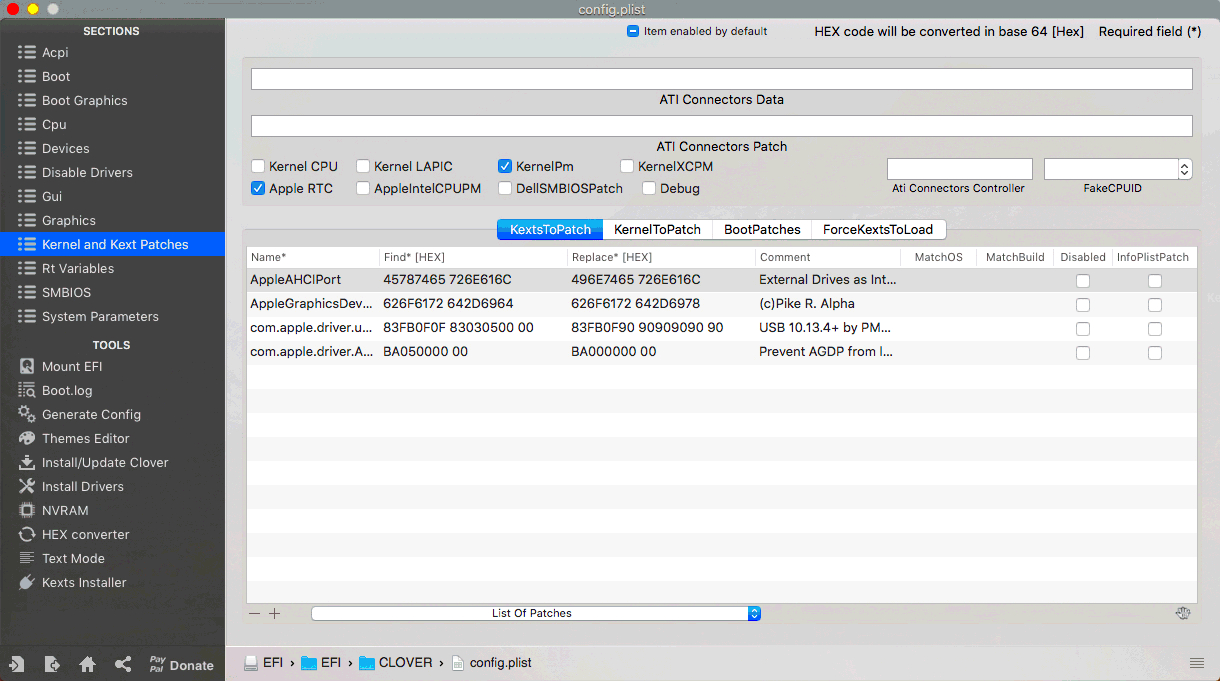 config.plist
SECTIONS
Acpi
Boot
Boot Graphics
Cpu
Devices
Disable Drivers
Gui
Graphics
Kernel and Kext Patches
Rt Variables
SMBIOS
System Parameters
TOOLS
Mount EFI
Boot.log
Generate Config
Themes Editor
Install/Update Clover
Install Drivers
NVRAM
HEX converter
Text Mode
Kexts Installer
Pay
Pal Donate
Item enabled by default HEX code will be converted in base 64 [Hex] Required field (*)
ATI Connectors Data
ATI Connectors Patch
Kernel CPU Kernel LAPIC KernelPm KernelXCPM
Apple RTC AppleIntelCPUPM DellSMBIOSPatch Debug
Ati Connectors Controller FakeCPUID
KextsToPatch KernelToPatch BootPatches ForceKextsToLoad
Name* Find* [HEX] Replace* [HEX] Comment MatchOS MatchBuild Disabled InfoPlistPatch
AppleAHCIPort 45787465 726E616C 496E7465 726E616C External Drives as Int...
AppleGraphicsDev... 626F6172 642D6964 626F6172 642D6978 (c)Pike R. Alpha
com.apple.driver.u... 83FB0F0F 83030500 00 83FB0F90 90909090 90 USB 10.13.4+ by PM...
com.apple.driver.A... BA050000 00 BA000000 00 Prevent AGDP from l...
List Of Patches
EFI › EFI › CLOVER › config.plist